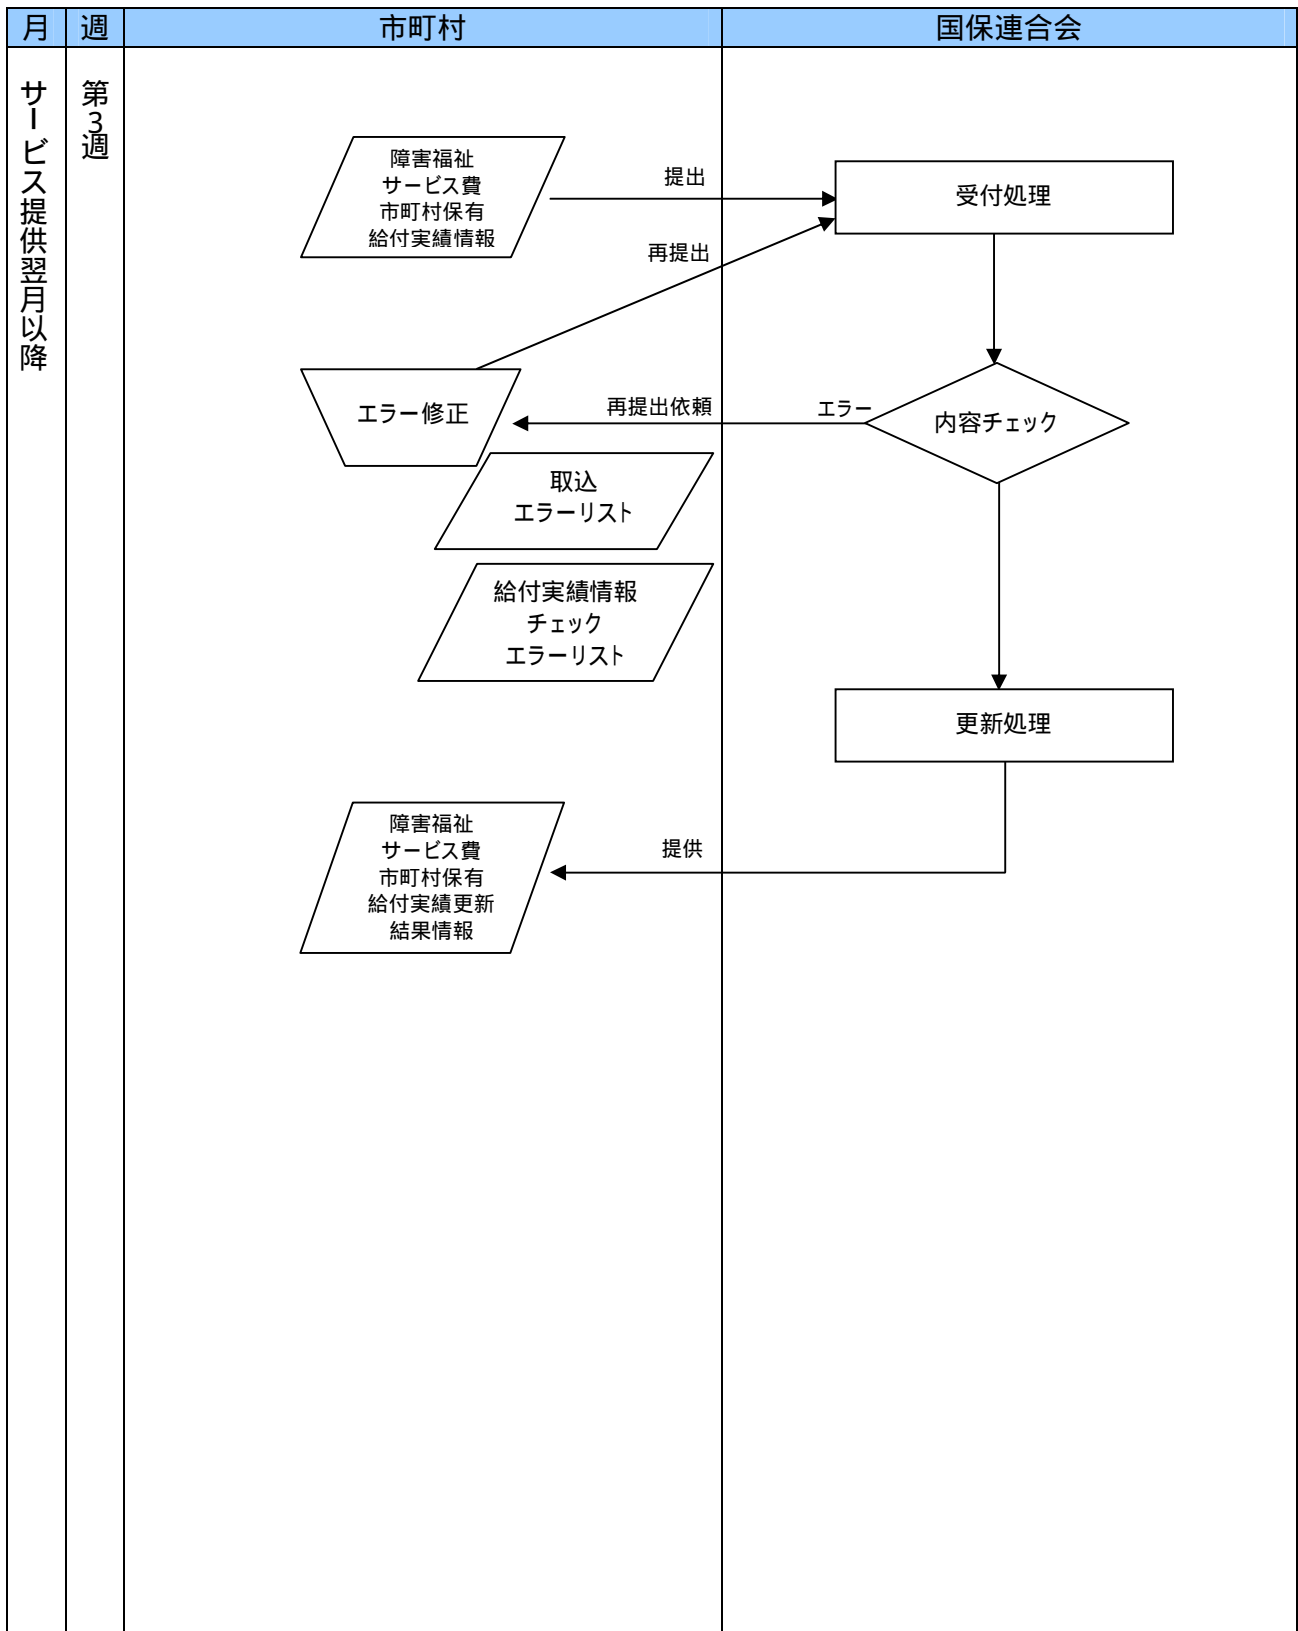 月
週
市町村
国保連合会
サービス提供翌月以降
第3週
障害福祉
サービス費
市町村保有
給付実績情報
提出
受付処理
再提出
エラー修正
再提出依頼
エラー
内容チェック
取込
エラーリスト
給付実績情報
チェック
エラーリスト
更新処理
障害福祉
サービス費
市町村保有
給付実績更新
結果情報
提供